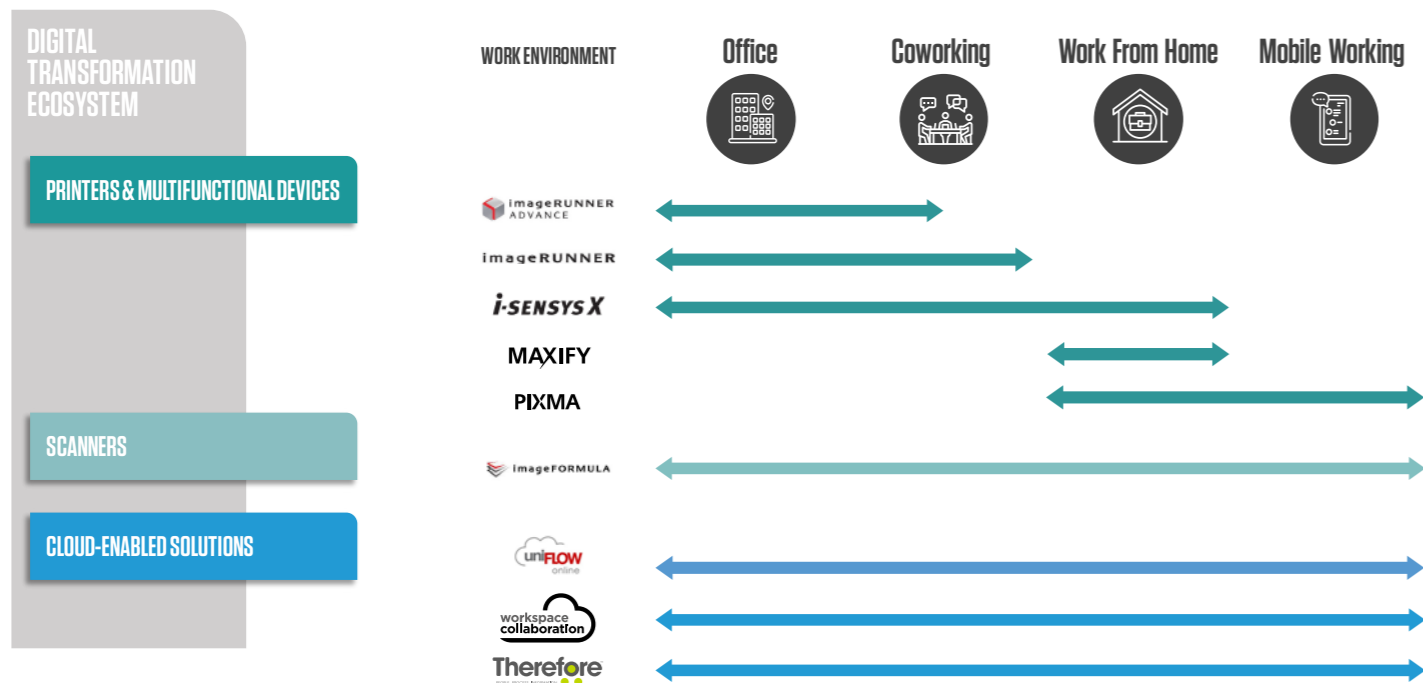 DIGITAL
TRANSFORMATION
ECOSYSTEM
WORK ENVIRONMENT
Office
Coworking
Work From Home
Mobile Working
PRINTERS & MULTIFUNCTIONAL DEVICES
imageRUNNER
ADVANCE
imageRUNNER
i-SENSYS X
MAXIFY
PIXMA
SCANNERS
imageFORMULA
CLOUD-ENABLED SOLUTIONS
uniFLOW
online
workspace
collaboration
Therefore